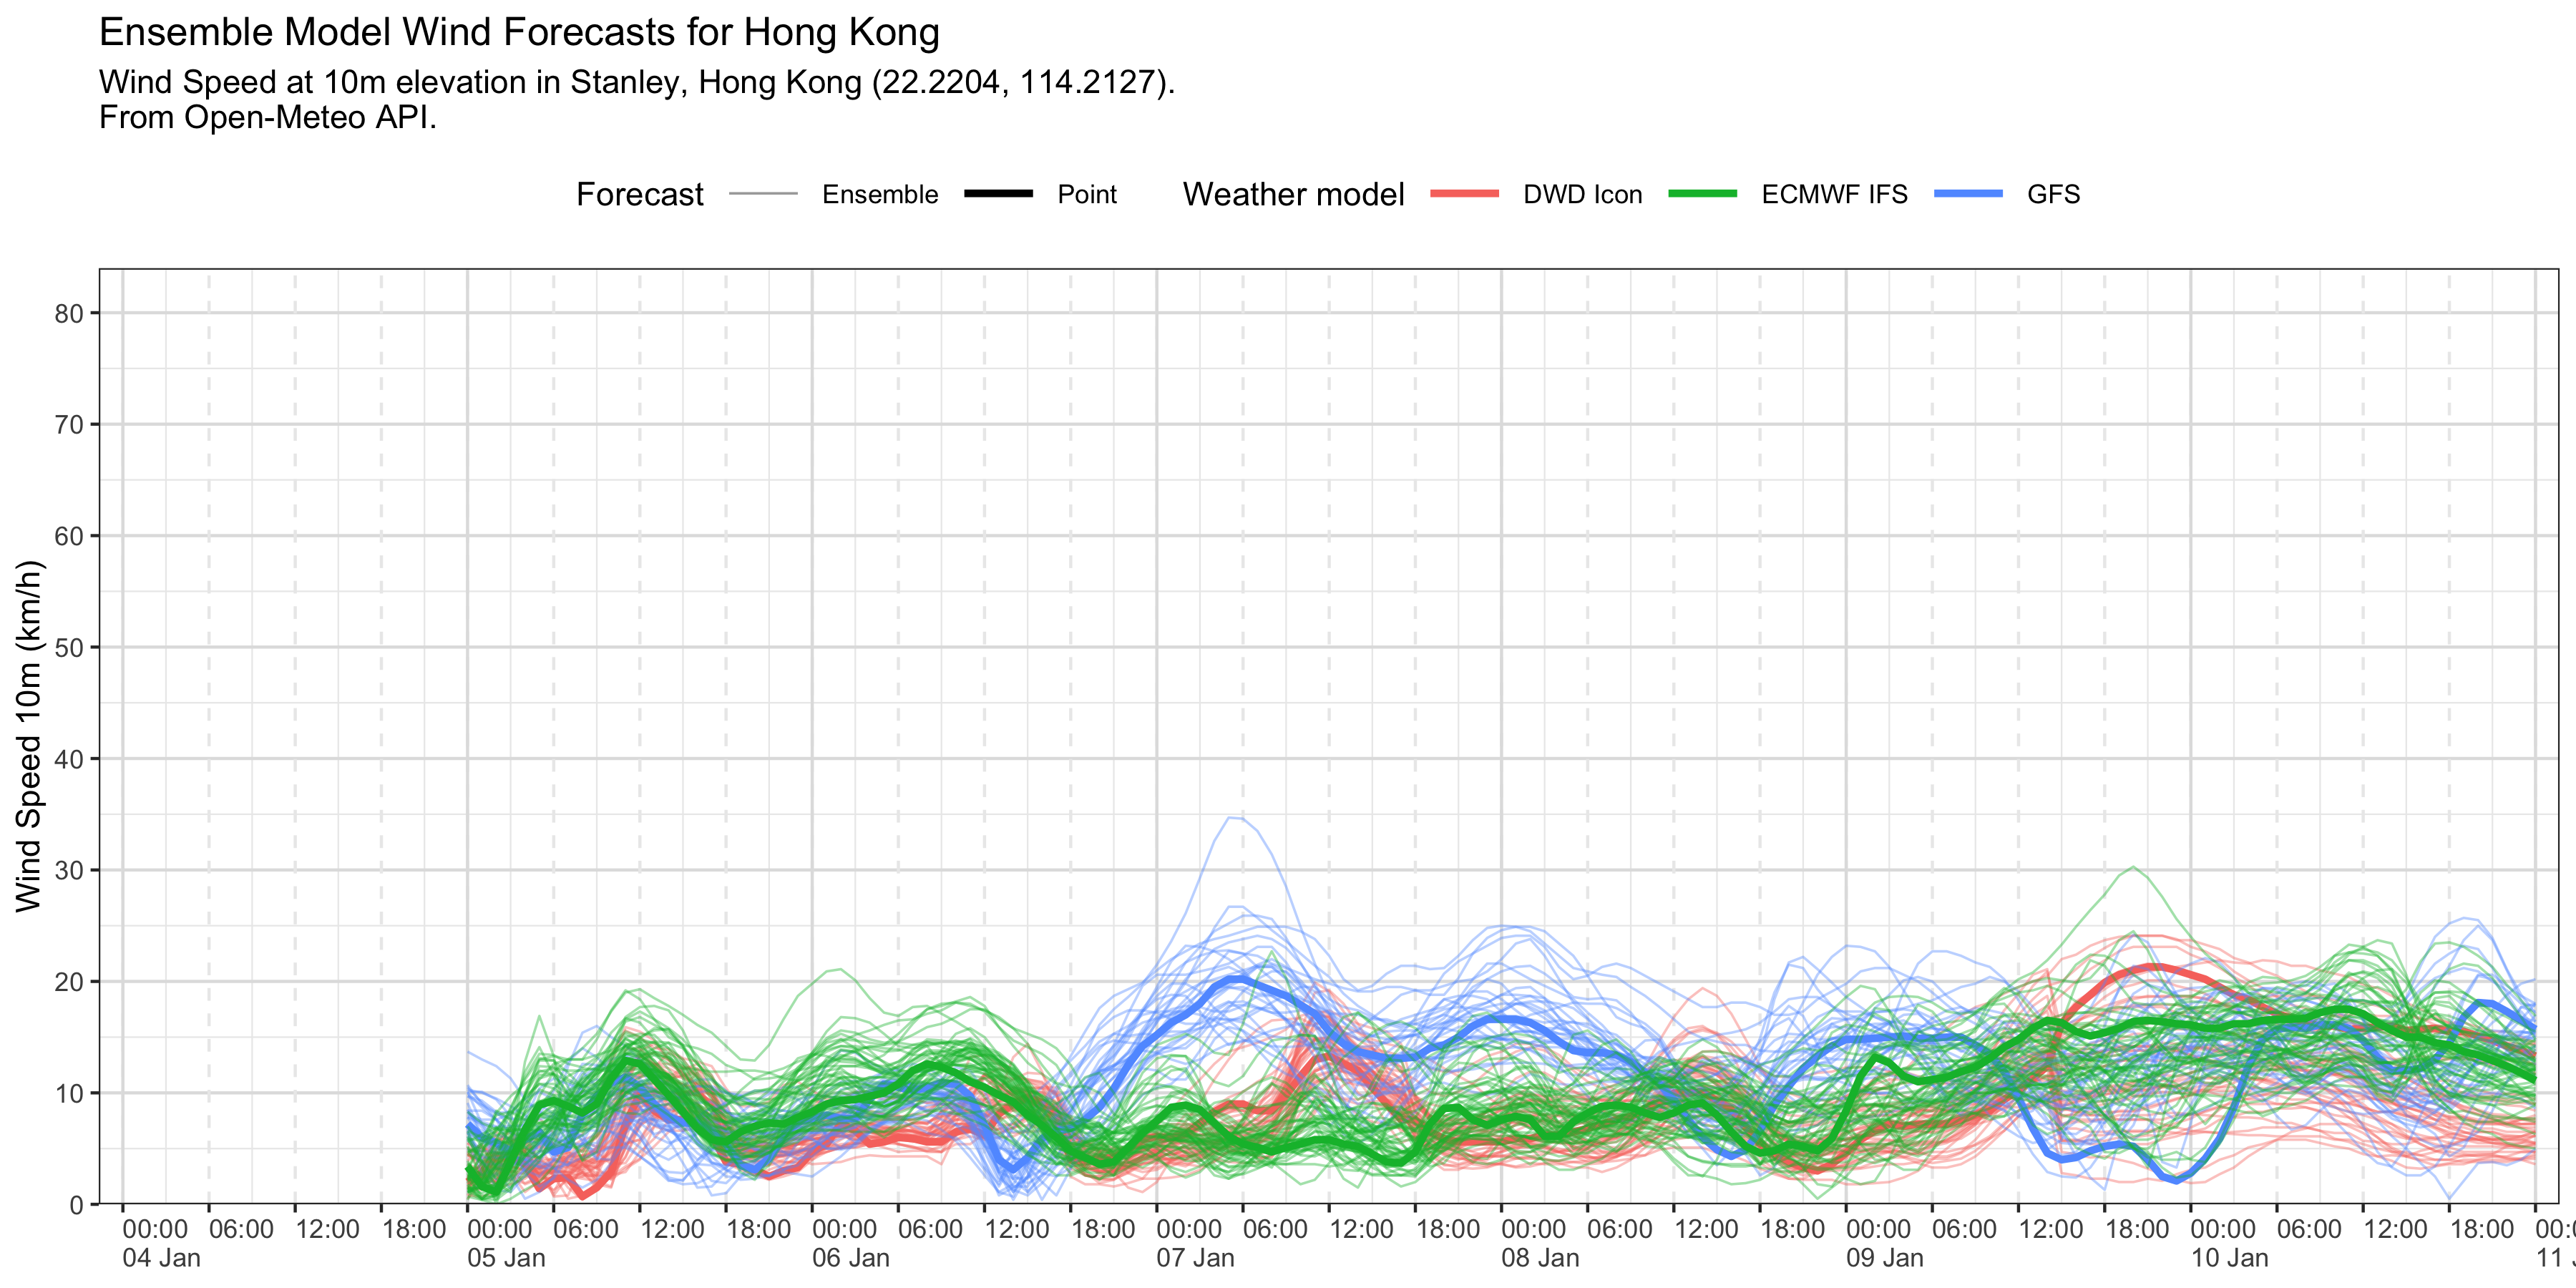 Ensemble Model Wind Forecasts for Hong Kong
Wind Speed at 10m elevation in Stanley, Hong Kong (22.2204, 114.2127).
From Open-Meteo API.
Forecast Ensemble Point Weather model DWD Icon ECMWF IFS GFS
Wind Speed 10m (km/h)
80
70
60
50
40
30
20
10
0
00:00 06:00 12:00 18:00 00:00 06:00 12:00 18:00 00:00 06:00 12:00 18:00 00:00 06:00 12:00 18:00 00:00 06:00 12:00 18:00 00:00 06:00 12:00 18:00 00:00 06:00 12:00 18:00
04 Jan 05 Jan 06 Jan 07 Jan 08 Jan 09 Jan 10 Jan 11